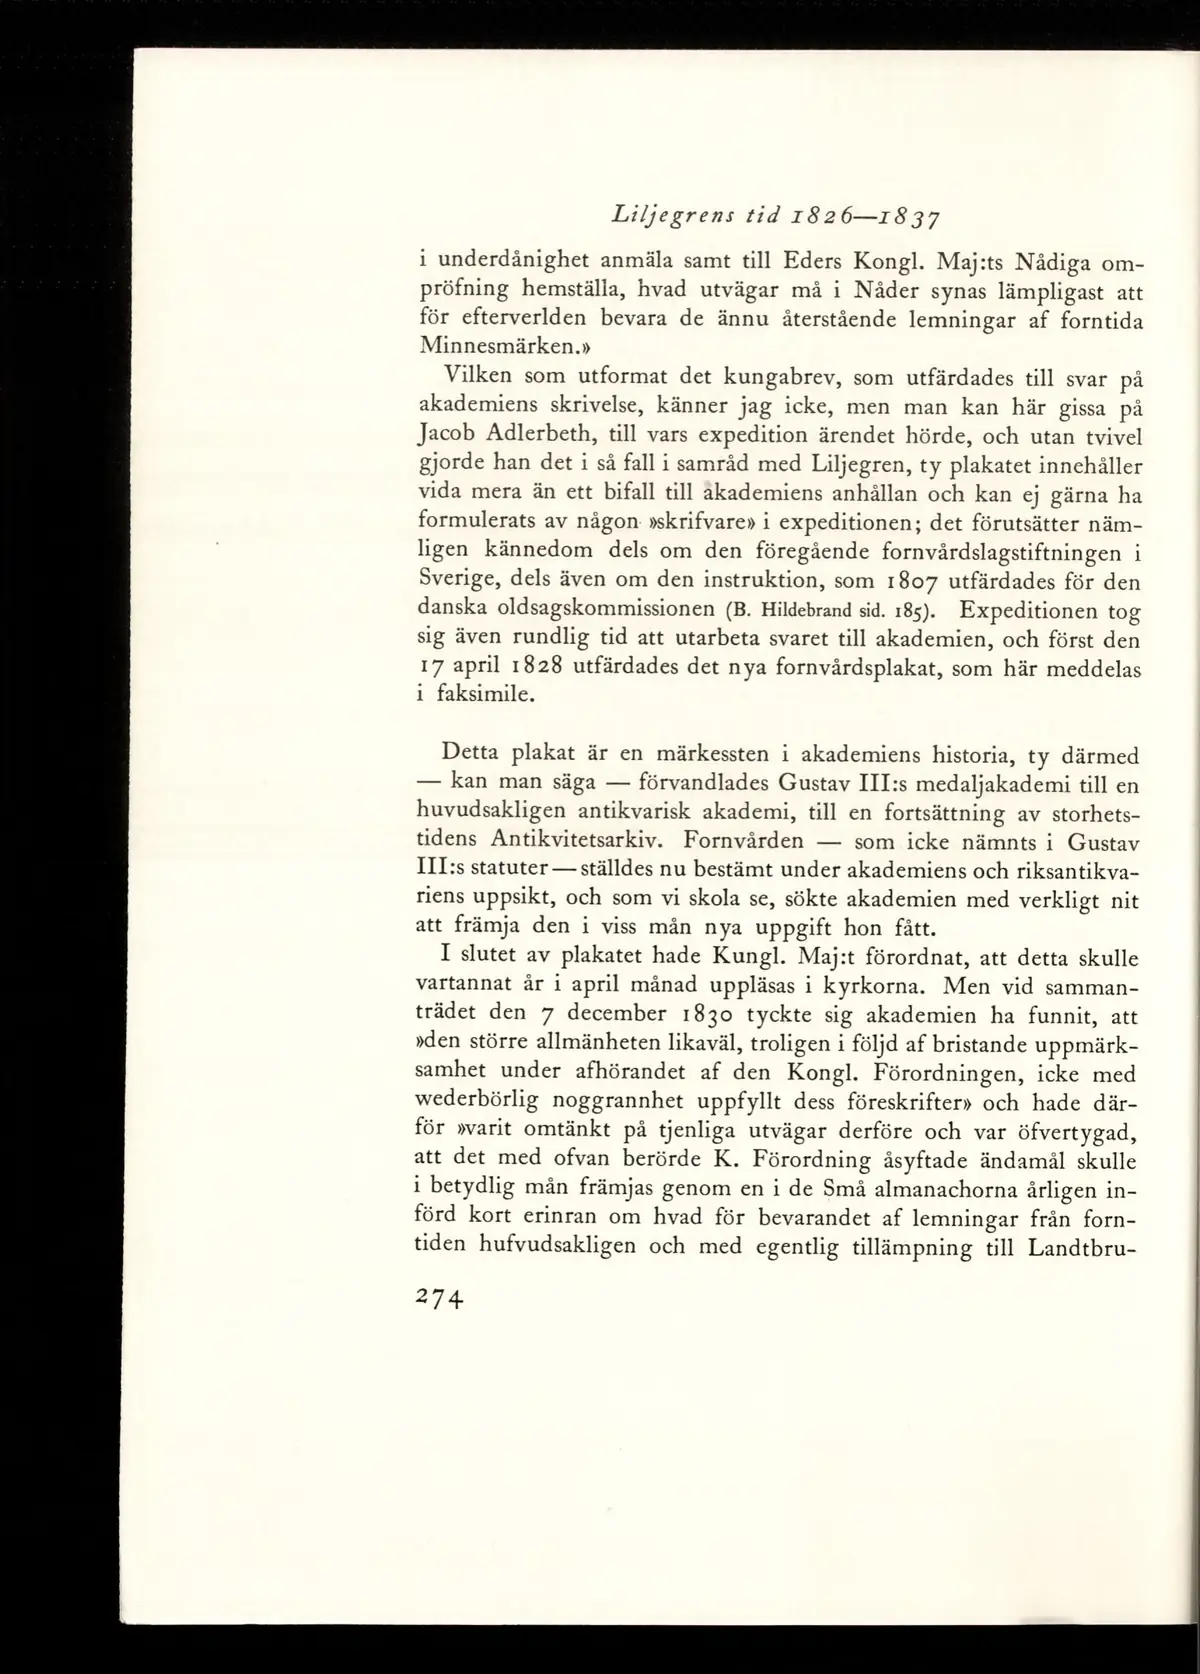 Liljegrens tid 1826—1837
i underdånighet anmäla samt till Eders Kongl. Maj:ts Nådiga om-
pröfning hemställa, hvad utvägar må i Nåder synas lämpligast att
för efterverlden bevara de ännu återstående lemningar af forntida
Minnesmärken.»
Vilken som utformat det kungabrev, som utfärdades till svar på
akademiens skrivelse, känner jag icke, men man kan här gissa på
Jacob Adlerbeth, till vars expedition ärendet hörde, och utan tvivel
gjorde han det i så fall i samråd med Liljegren, ty plakatet innehåller
vida mera än ett bifall till akademiens anhållan och kan ej gärna ha
formulerats av någon »skrifvare» i expeditionen; det förutsätter näm-
ligen kännedom dels om den föregående fornvårdslagstiftningen i
Sverige, dels även om den instruktion, som 1807 utfärdades för den
danska oldsagskommissionen (B. Hildebrand sid. 185). Expeditionen tog
sig även rundlig tid att utarbeta svaret till akademien, och först den
17 april 1828 utfärdades det nya fornvårdsplakat, som här meddelas
i faksimile.
Detta plakat är en märkessten i akademiens historia, ty därmed
— kan man säga — förvandlades Gustav III:s medaljakademi till en
huvudsakligen antikvarisk akademi, till en fortsättning av storhets-
tidens Antikvitetsarkiv. Fornvården — som icke nämnts i Gustav
III:s statuter — ställdes nu bestämt under akademiens och riksantikva-
riens uppsikt, och som vi skola se, sökte akademien med verkligt nit
att främja den i viss mån nya uppgift hon fått.
I slutet av plakatet hade Kungl. Maj:t förordnat, att detta skulle
vartannat år i april månad uppläsas i kyrkorna. Men vid samman-
trädet den 7 december 1830 tyckte sig akademien ha funnit, att
»den större allmänheten likaväl, troligen i följd af bristande uppmärk-
samhet under afhörandet af den Kongl. Förordningen, icke med
wederbörlig noggrannhet uppfyllt dess föreskrifter» och hade där-
för »varit omtänkt på tjenliga utvägar derföre och var öfvertygad,
att det med ofvan berörde K. Förordning åsyftade ändamål skulle
i betydlig mån främjas genom en i de Små almanachorna årligen in-
förd kort erinran om hvad för bevarandet af lemningar från forn-
tiden hufvudsakligen och med egentlig tillämpning till Landtbru-
274